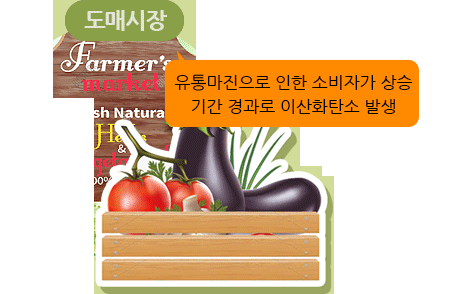 도매시장
Farmer's
market
유통마진으로 인한 소비자가 상승
기간 경과로 이산화탄소 발생
sh Natura
&